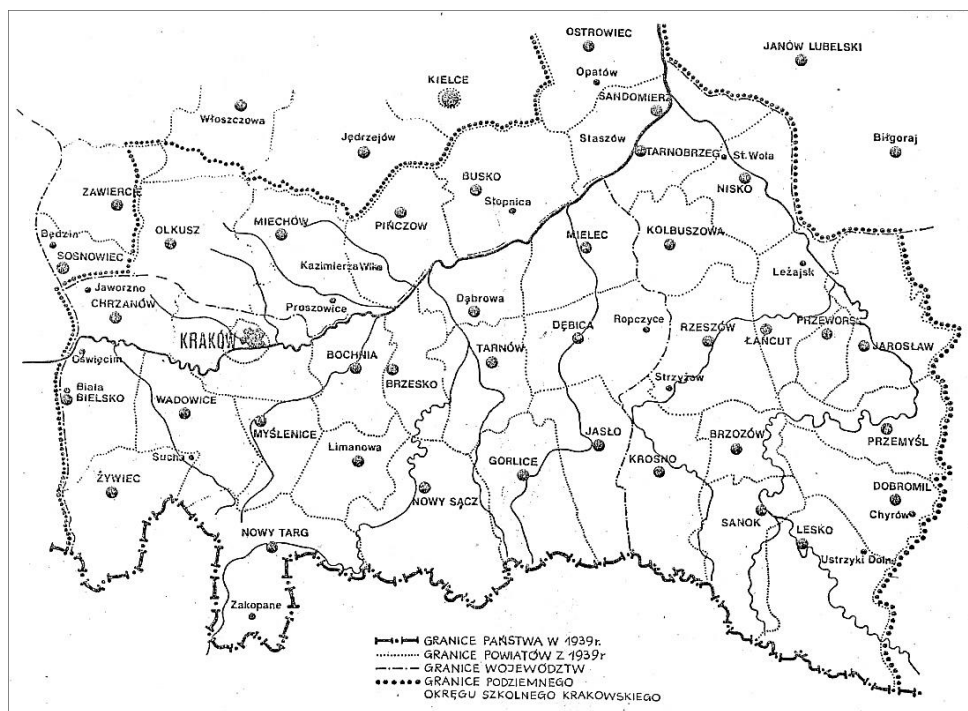 OSTROWIEC
JANÓW LUBELSKI
KIELCE
Opatów
SANDOMIERZ
Włoszczowa
Jędrzejów
Staszów
TARNOBRZEG
St. Wola
Biłgoraj
ZAWIERCIE
BUSKO
NISKO
Stopnica
PIŃCZOW
MIECHÓW
OLKUSZ
Będzin
MIELEC
KOLBUSZOWA
SOSNOWIEC
Kazimierza Wlka
Leżajsk
Jaworzno
CHRZANÓW
Proszowice
Dąbrowa
Ropczyce
PRZEWORSK
KRAKÓW
DĘBICA
RZESZÓW
ŁAŃCUT
JAROSŁAW
BOCHNIA
TARNÓW
Oświęcim
BRZESKO
Strzyżów
Biała
BIELSKO
WADOWICE
MYŚLENICE
JASŁO
BRZOZÓW
PRZEMYŚL
Limanowa
Sucha
GORLICE
KROSNO
ŻYWIEC
NOWY SĄCZ
DOBROMIL
Chyrów
SANOK
LESKO
NOWY TARG
Ustrzyki Doln.
Zakopane
GRANICE PAŃSTWA W 1939r.
GRANICE POWIATÓW Z 1939r
GRANICE WOJEWÓDZTW
GRANICE PODZIEMNEGO
OKRĘGU SZKOLNEGO KRAKOWSKIEGO